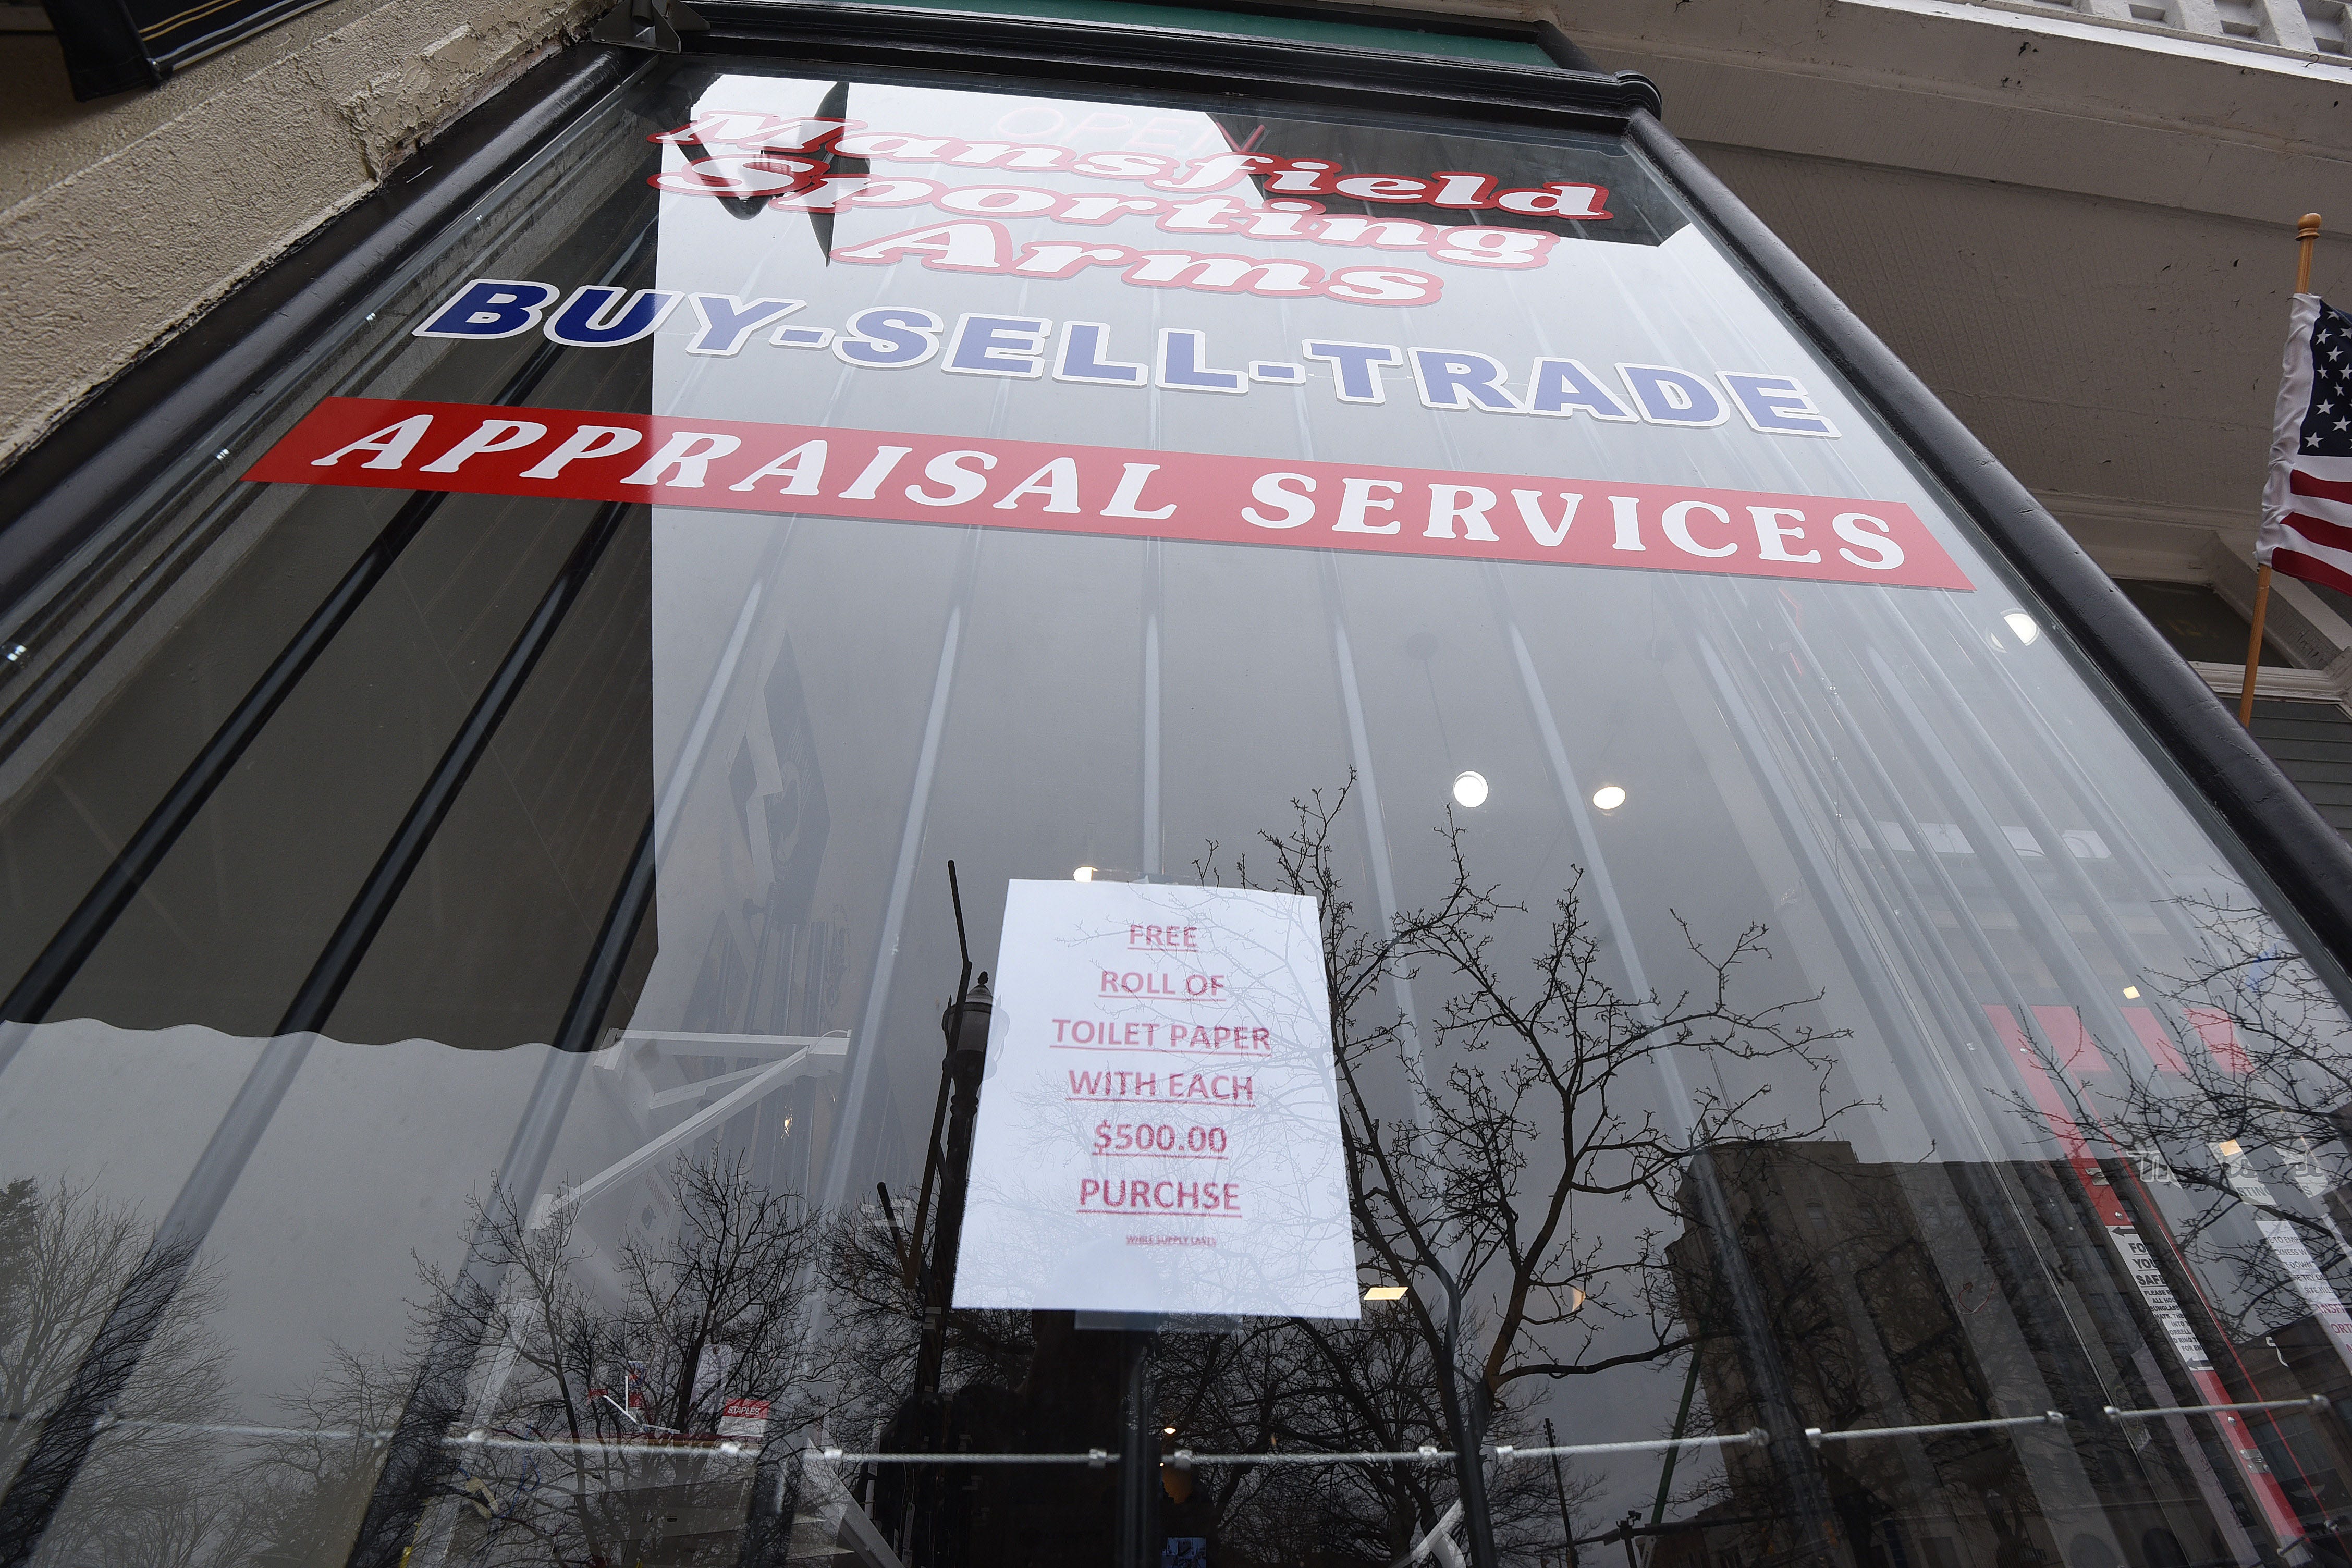 OPEN
Mansfield
Sporting
Arms
BUY-SELL-TRADE
APPRAISAL SERVICES
FREE
ROLL OF
TOILET PAPER
WITH EACH
$500.00
PURCHSE
WHILE SUPPLY LASTS
STAPLES